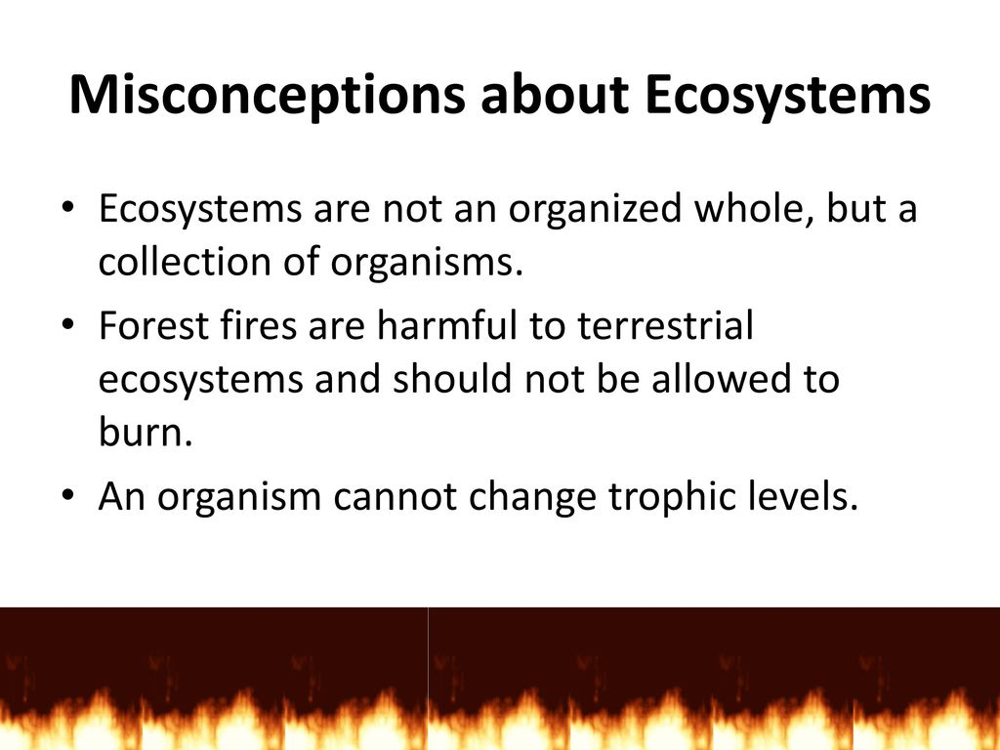 Misconceptions about Ecosystems
• Ecosystems are not an organized whole, but a
collection of organisms.
• Forest fires are harmful to terrestrial
ecosystems and should not be allowed to
burn.
• An organism cannot change trophic levels.